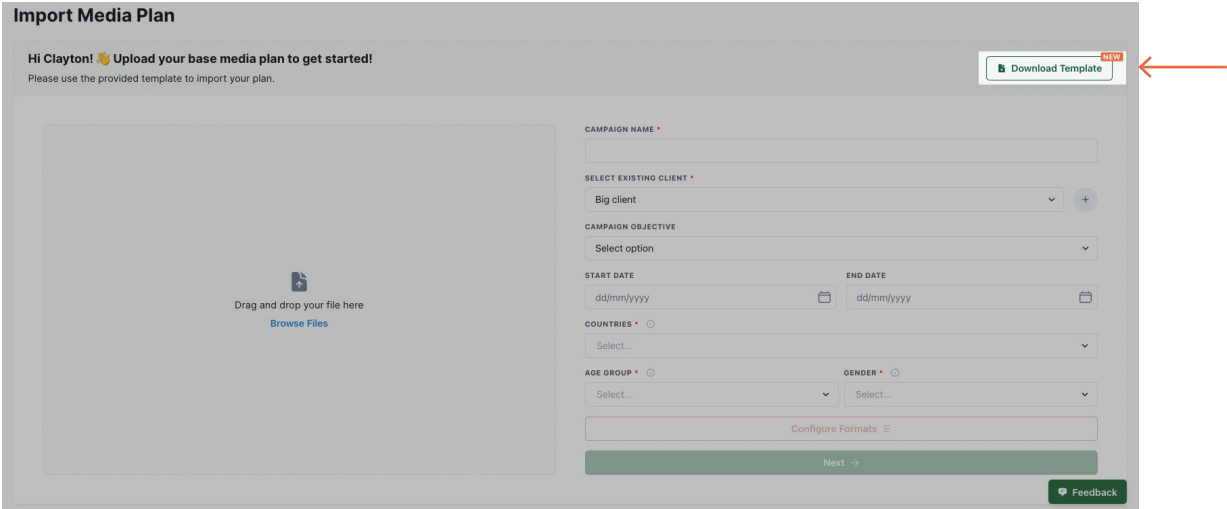 Import Media Plan
Hi Clayton! 👋 Upload your base media plan to get started!
Please use the provided template to import your plan.
NEW
Download Template
Drag and drop your file here
Browse Files
CAMPAIGN NAME *
SELECT EXISTING CLIENT *
Big client
+
CAMPAIGN OBJECTIVE
Select option
START DATE
END DATE
dd/mm/yyyy
dd/mm/yyyy
COUNTRIES *
Select...
AGE GROUP *
GENDER *
Select...
Select...
Configure Formats
Next →
Feedback